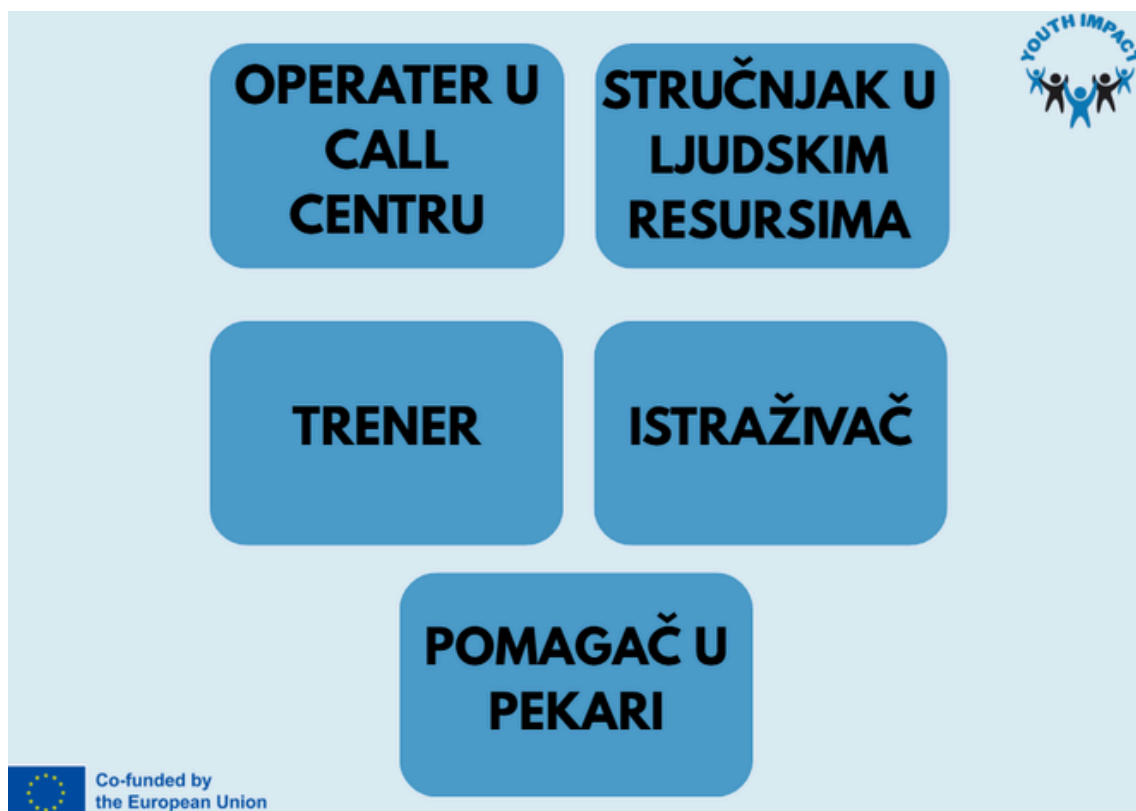 YOUTH IMPACT
OPERATER U
CALL
CENTRU
STRUČNJAK U
LJUDSKIM
RESURSIMA
TRENER
ISTRAŽIVAČ
POMAGAČ U
PEKARI
Co-funded by
the European Union